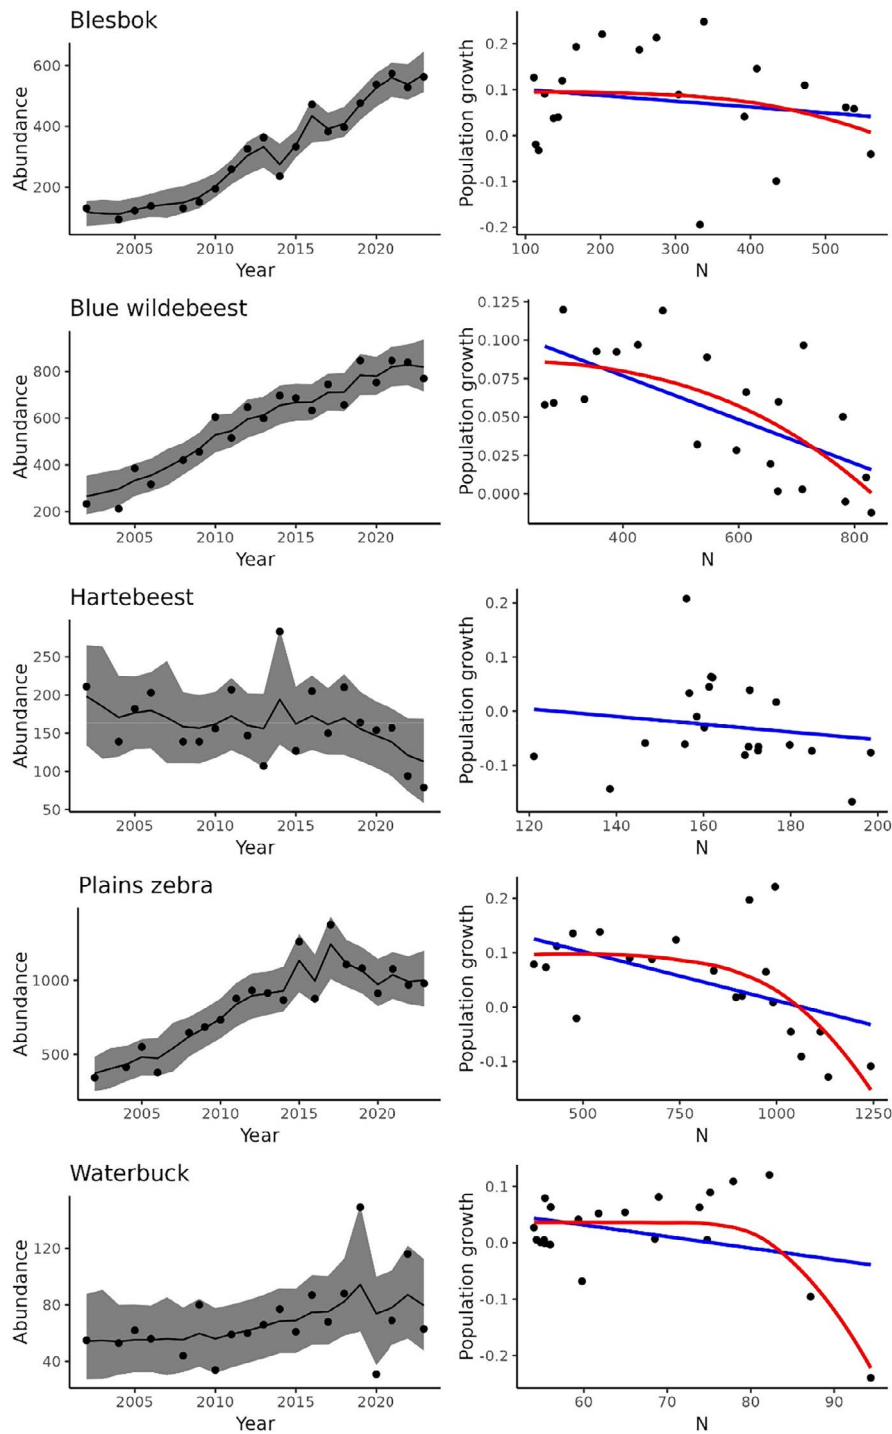 Blesbok
Abundance
600
400
200
2005 2010 2015 2020
Year
Population growth
0.2
0.1
0.0
-0.1
-0.2
100 200 300 400 500
N
Blue wildebeest
Abundance
800
600
400
200
2005 2010 2015 2020
Year
Population growth
0.125
0.100
0.075
0.050
0.025
0.000
400 600 800
N
Hartebeest
Abundance
250
200
150
100
50
2005 2010 2015 2020
Year
Population growth
0.2
0.1
0.0
-0.1
120 140 160 180 200
N
Plains zebra
Abundance
1000
500
2005 2010 2015 2020
Year
Population growth
0.2
0.1
0.0
-0.1
500 750 1000 1250
N
Waterbuck
Abundance
120
80
40
2005 2010 2015 2020
Year
Population growth
0.1
0.0
-0.1
-0.2
60 70 80 90
N